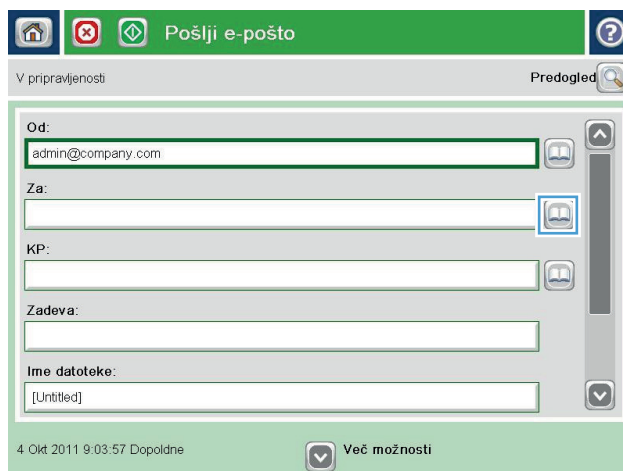 Pošlji e-pošto
V pripravljenosti
Predogled
Od:
admin@company.com
Za:
KP:
Zadeva:
Ime datoteke:
[Untitled]
4 Okt 2011 9:03:57 Dopoldne
Več možnosti